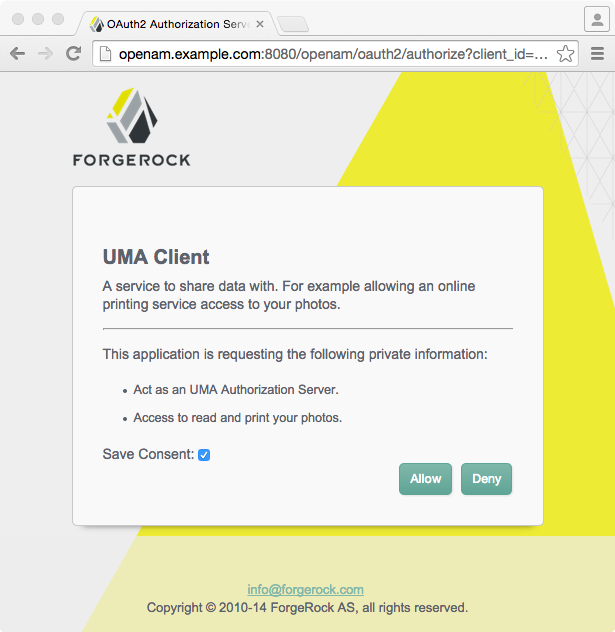 OAuth2 Authorization Serve
openam.example.com:8080/openam/oauth2/authorize?client_id=...
FORGEROCK
UMA Client
A service to share data with. For example allowing an online
printing service access to your photos.
This application is requesting the following private information:
• Act as an UMA Authorization Server.
• Access to read and print your photos.
Save Consent:
Allow Deny
info@forgerock.com
Copyright © 2010-14 ForgeRock AS, all rights reserved.